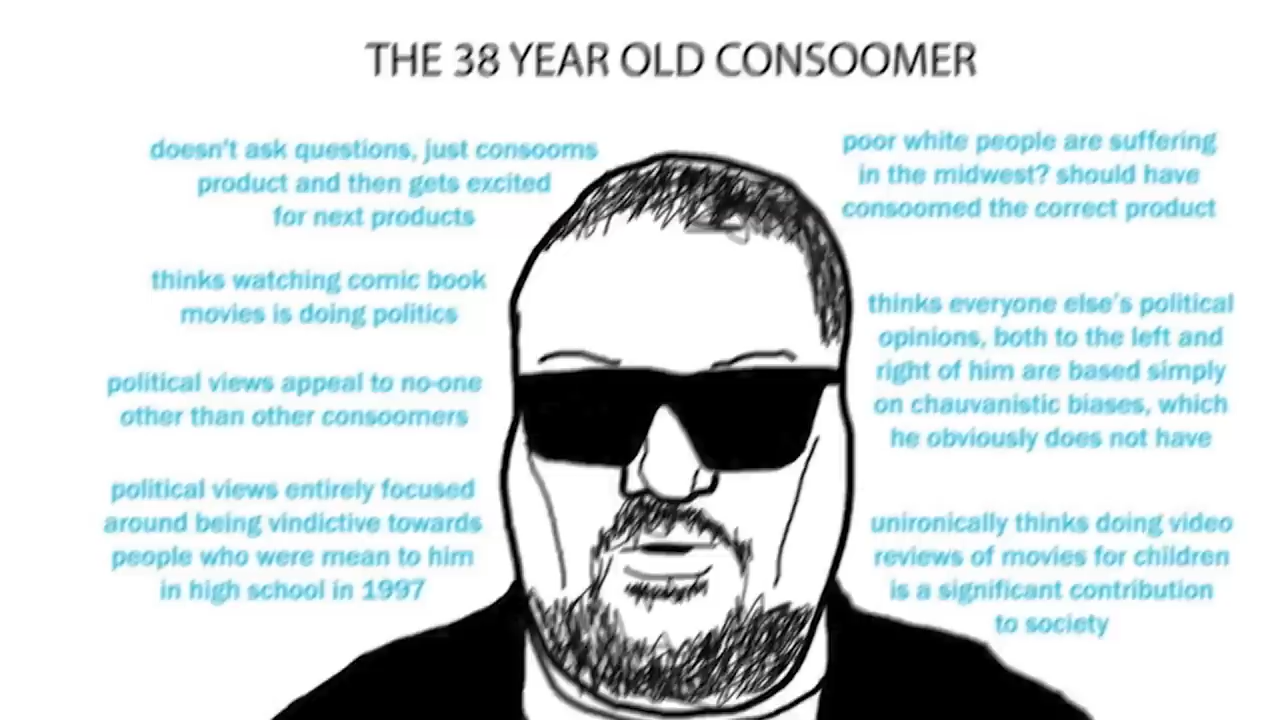 THE 38 YEAR OLD CONSOOMER
doesn't ask questions, just consooms
product and then gets excited
for next products
thinks watching comic book
movies is doing politics
political views appeal to no-one
other than other consoomers
political views entirely focused
around being vindictive towards
people who were mean to him
in high school in 1997
poor white people are suffering
in the midwest? should have
consoomed the correct product
thinks everyone else's political
opinions, both to the left and
right of him are based simply
on chauvanistic biases, which
he obviously does not have
unironically thinks doing video
reviews of movies for children
is a significant contribution
to society